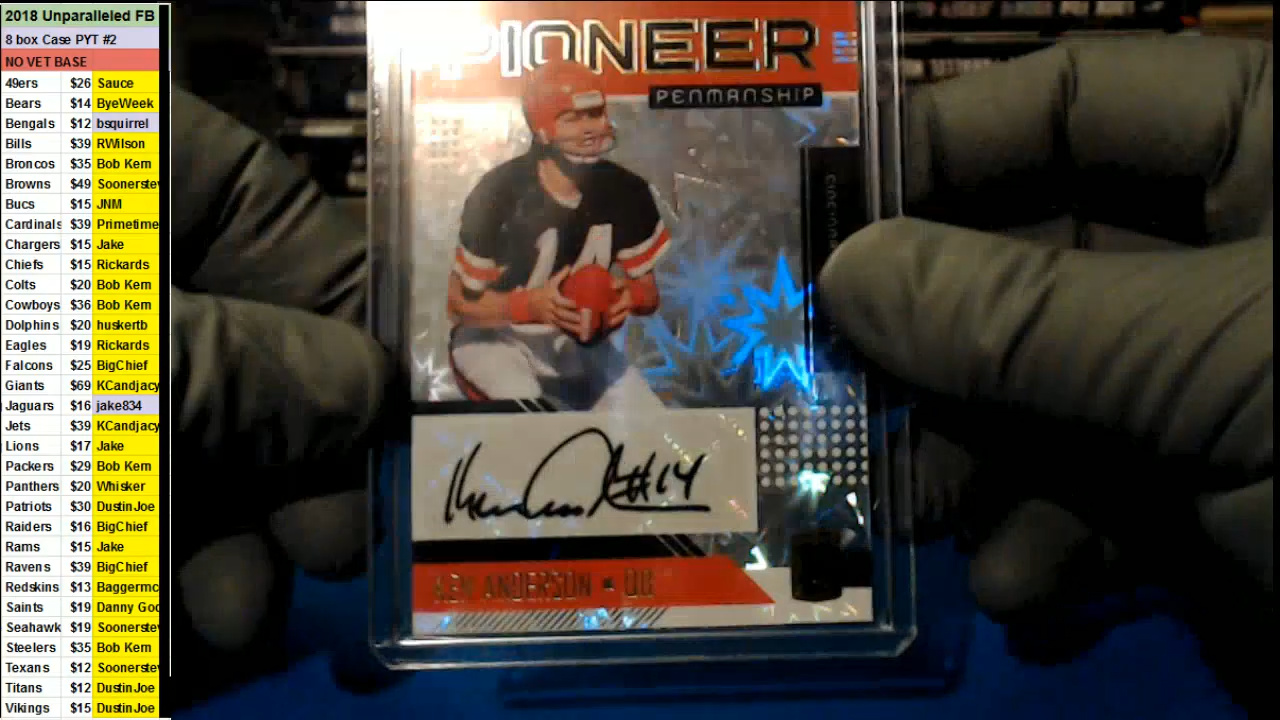 2018 Unparalleled FB
8 box Case PYT #2
NO VET BASE
49ers $26 Sauce
Bears $14 ByeWeek
Bengals $12 bsquirrel
Bills $39 RWilson
Broncos $35 Bob Kern
Browns $49 Soonerstev
Bucs $15 JNM
Cardinals $39 Primetime
Chargers $15 Jake
Chiefs $15 Rickards
Colts $20 Bob Kern
Cowboys $36 Bob Kern
Dolphins $20 huskertb
Eagles $19 Rickards
Falcons $25 BigChief
Giants $69 KCandjacy
Jaguars $16 jake834
Jets $39 KCandjacy
Lions $17 Jake
Packers $29 Bob Kern
Panthers $20 Whisker
Patriots $30 DustinJoe
Raiders $16 BigChief
Rams $15 Jake
Ravens $39 BigChief
Redskins $13 Baggermc
Saints $19 Danny Goo
Seahawk $19 Soonerstev
Steelers $35 Bob Kern
Texans $12 Soonerstev
Titans $12 DustinJoe
Vikings $15 DustinJoe
PIONEER
PENMANSHIP
14
Ken Anderson #14
KEN ANDERSON ★ QB